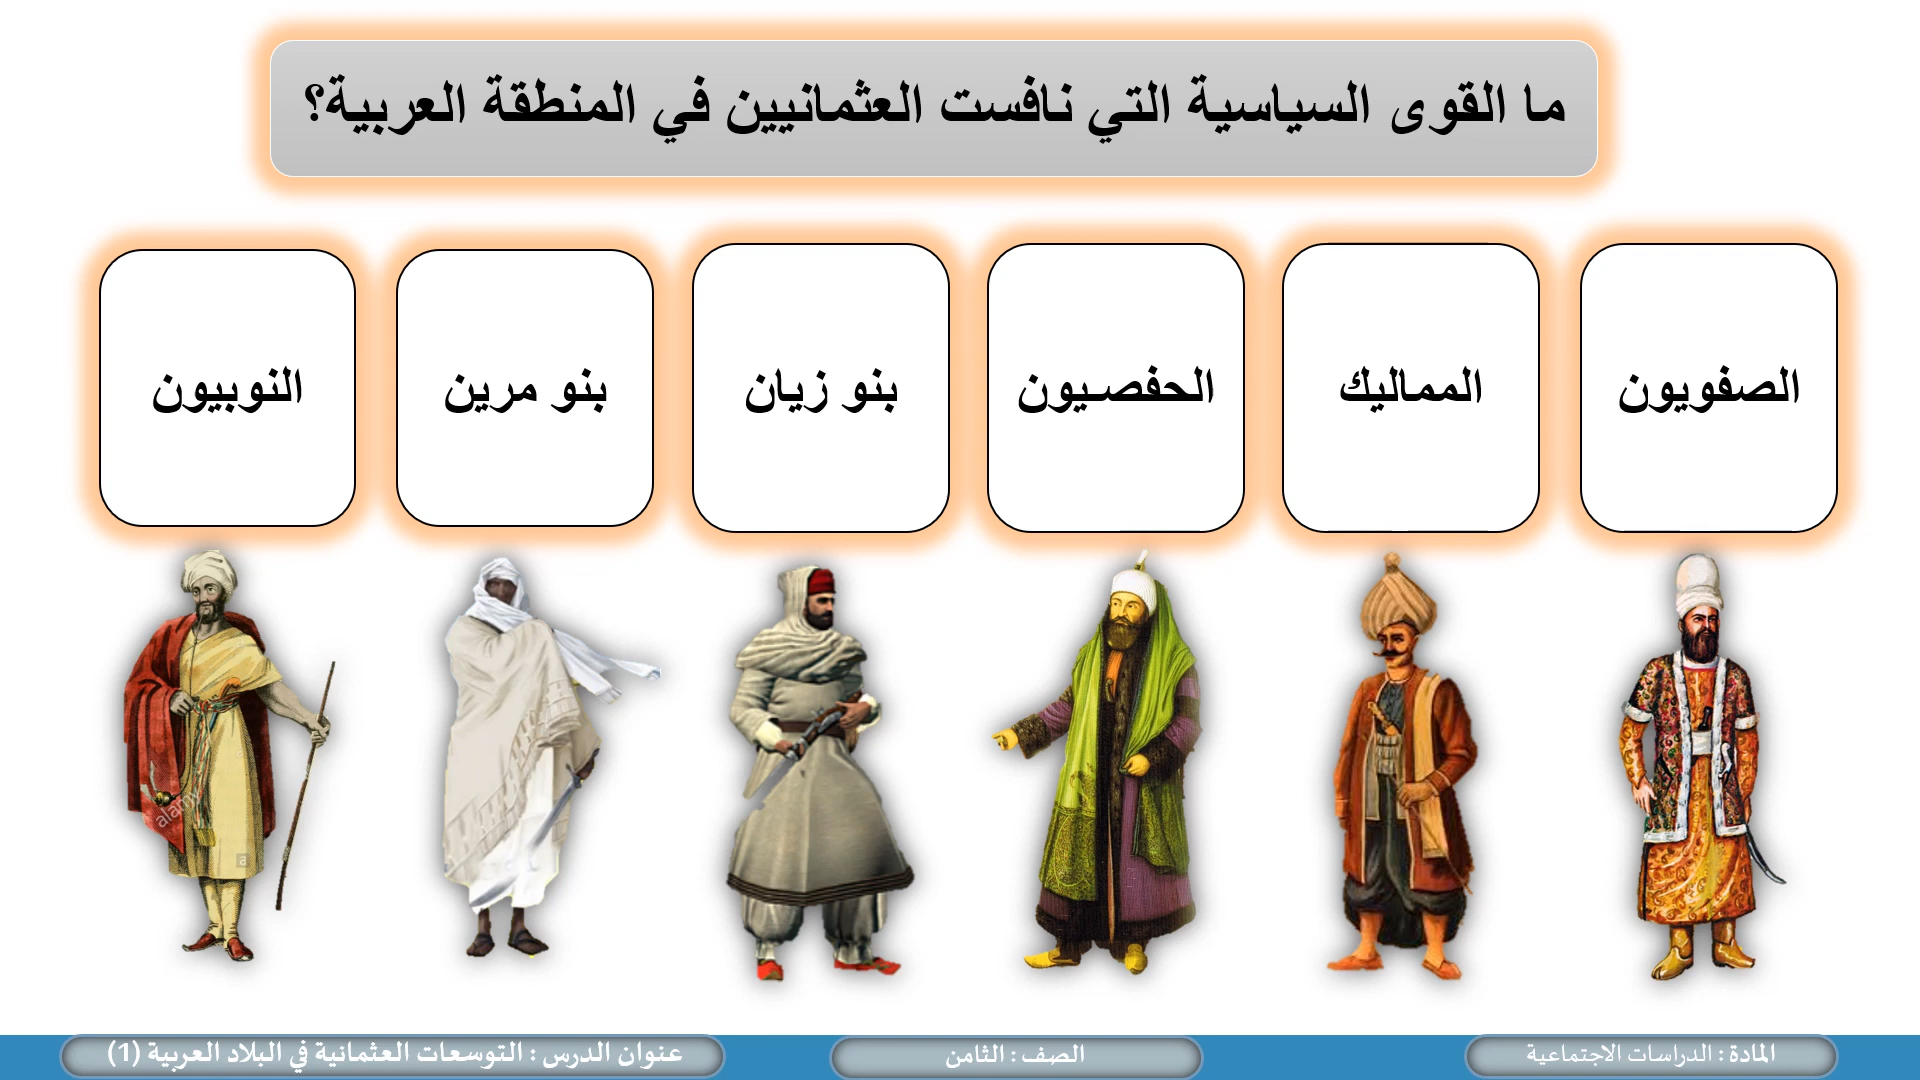 ما القوى السياسية التي نافست العثمانيين في المنطقة العربية؟
الصفويون
المماليك
الحفصيون
بنو زيان
بنو مرين
النوبيون
alamy
a
المادة : الدراسات الاجتماعية
الصف : الثامن
عنوان الدرس : التوسعات العثمانية في البلاد العربية (1)